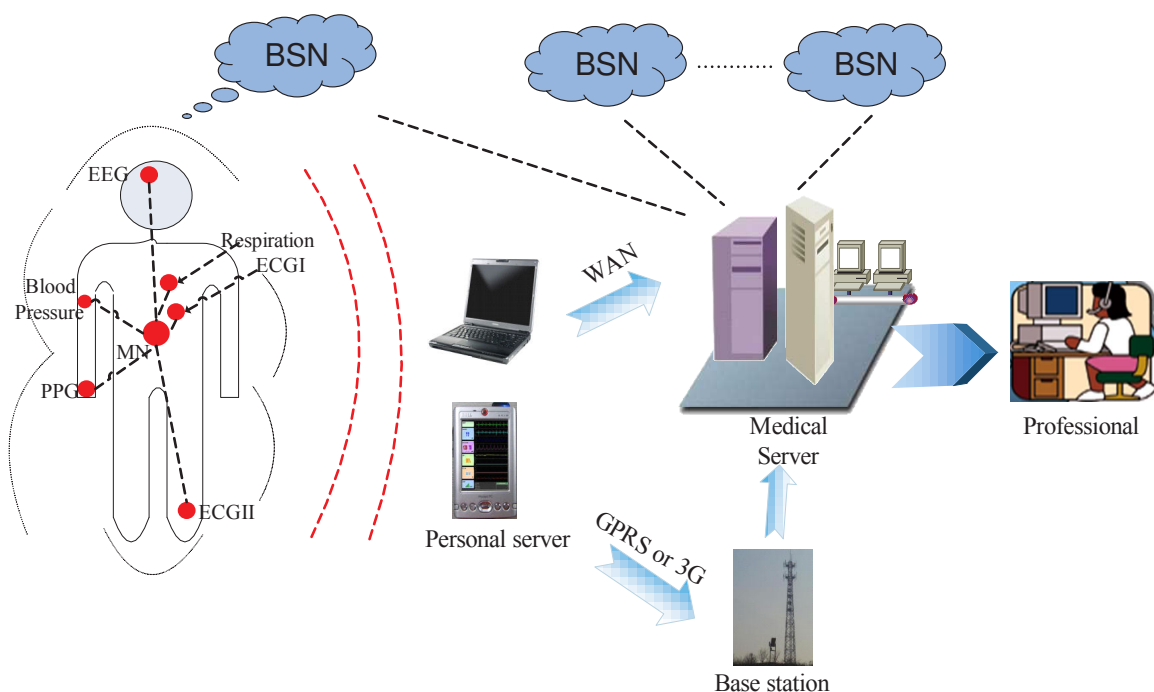 BSN
BSN
BSN
EEG
Respiration
ECGI
Blood
Pressure
MN
PPG
ECGII
WAN
Personal server
GPRS or 3G
Medical
Server
Professional
Base station